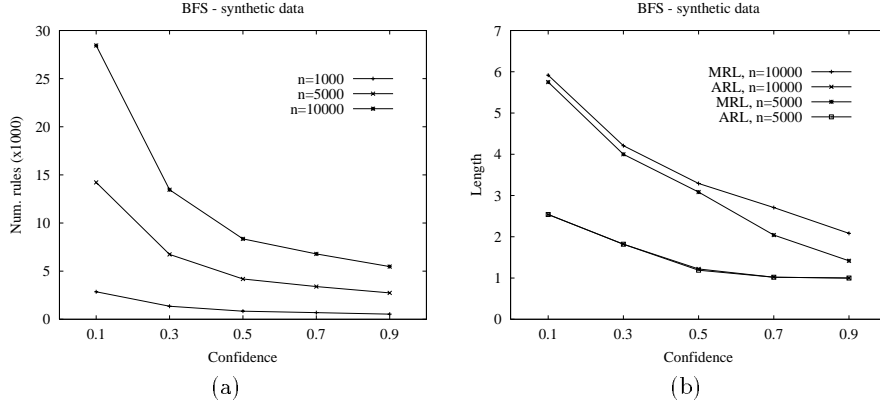 BFS - synthetic data
30
25
20
15
10
5
0
Num. rules (x1000)
n=1000
n=5000
n=10000
0.1 0.3 0.5 0.7 0.9
Confidence
(a)
BFS - synthetic data
7
6
5
4
3
2
1
0
Length
MRL, n=10000
ARL, n=10000
MRL, n=5000
ARL, n=5000
0.1 0.3 0.5 0.7 0.9
Confidence
(b)